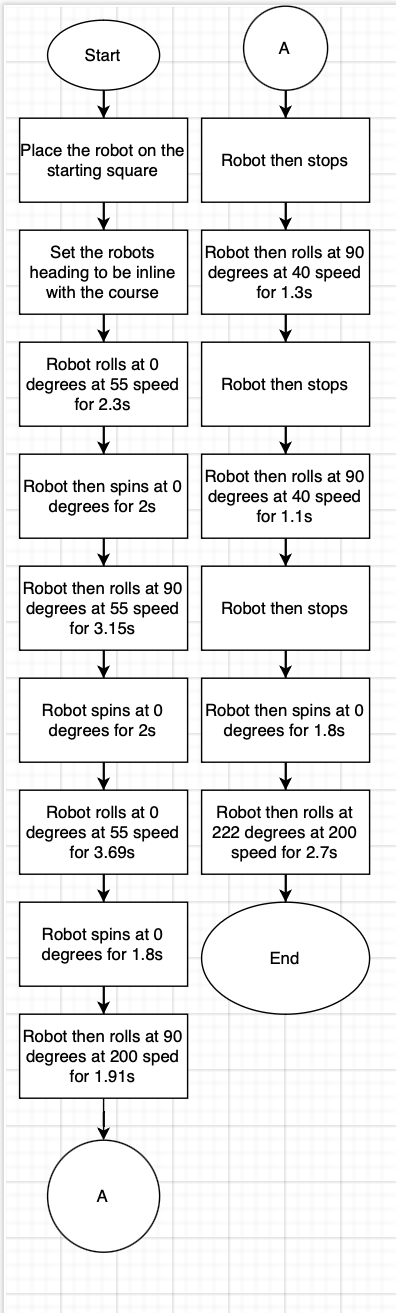 Start
Place the robot on the
starting square
Set the robots
heading to be inline
with the course
Robot rolls at 0
degrees at 55 speed
for 2.3s
Robot then spins at 0
degrees for 2s
Robot then rolls at 90
degrees at 55 speed
for 3.15s
Robot spins at 0
degrees for 2s
Robot rolls at 0
degrees at 55 speed
for 3.69s
Robot spins at 0
degrees for 1.8s
Robot then rolls at 90
degrees at 200 sped
for 1.91s
A
A
Robot then stops
Robot then rolls at 90
degrees at 40 speed
for 1.3s
Robot then stops
Robot then rolls at 90
degrees at 40 speed
for 1.1s
Robot then stops
Robot then spins at 0
degrees for 1.8s
Robot then rolls at
222 degrees at 200
speed for 2.7s
End